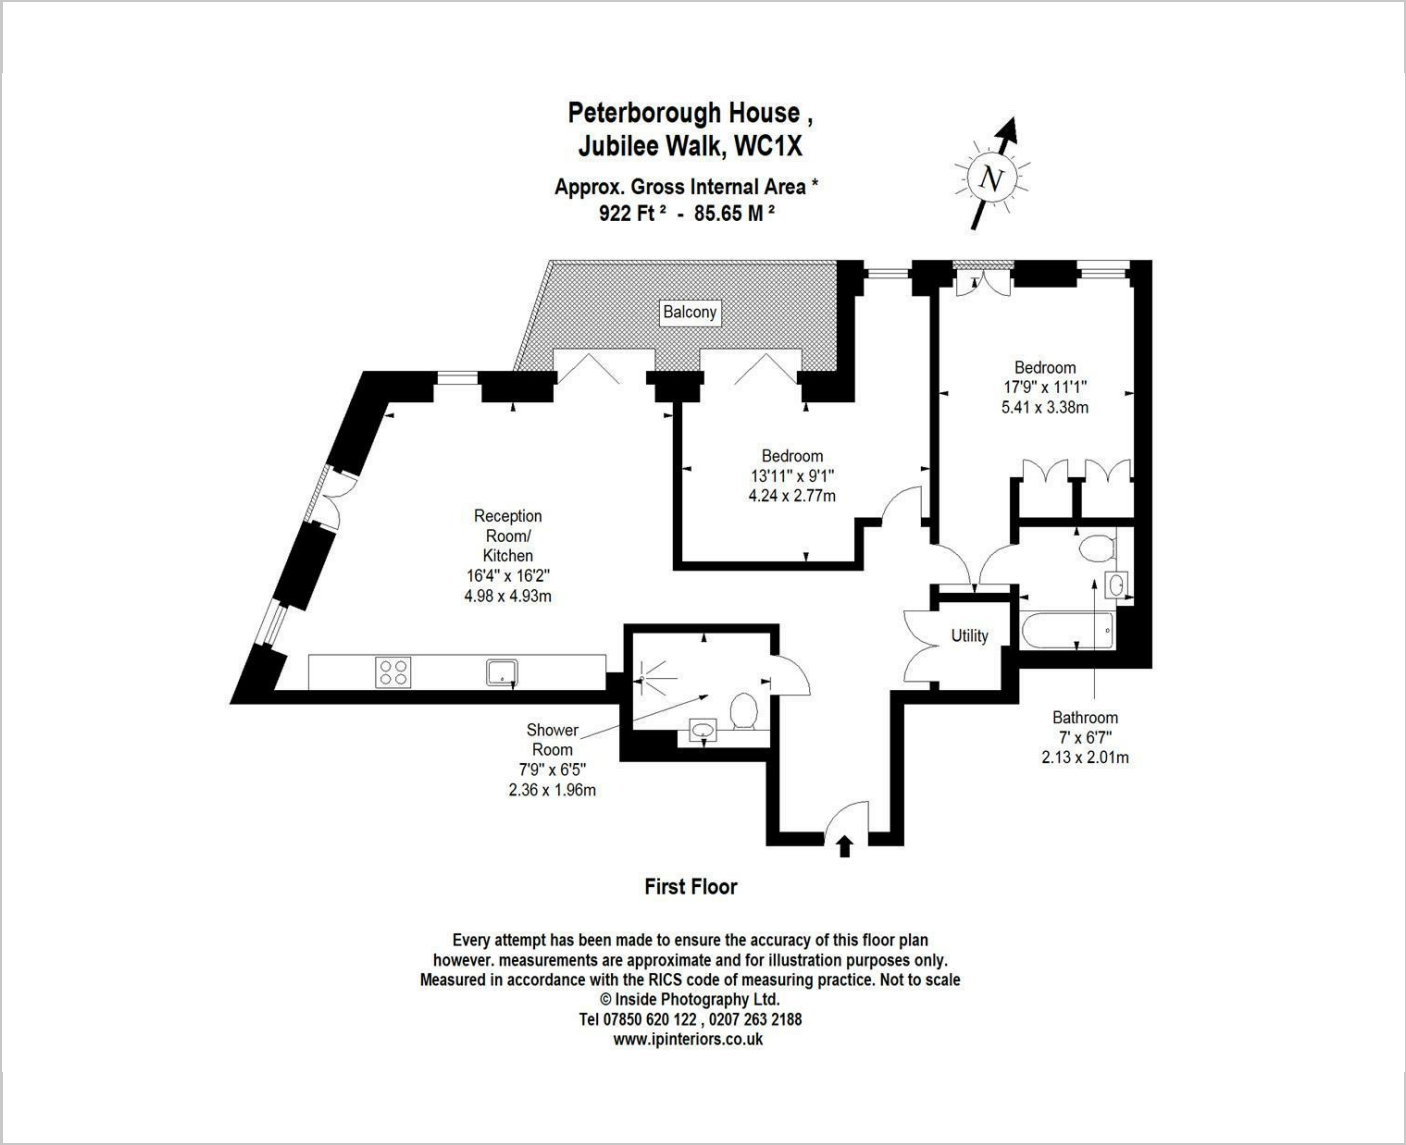 Peterborough House ,
Jubilee Walk, WC1X
Approx. Gross Internal Area *
922 Ft ² - 85.65 M ²
N
Balcony
Bedroom
17'9" x 11'1"
5.41 x 3.38m
Bedroom
13'11" x 9'1"
4.24 x 2.77m
Reception
Room/
Kitchen
16'4" x 16'2"
4.98 x 4.93m
Utility
Shower
Room
7'9" x 6'5"
2.36 x 1.96m
Bathroom
7' x 6'7"
2.13 x 2.01m
First Floor
Every attempt has been made to ensure the accuracy of this floor plan
however. measurements are approximate and for illustration purposes only.
Measured in accordance with the RICS code of measuring practice. Not to scale
© Inside Photography Ltd.
Tel 07850 620 122 , 0207 263 2188
www.ipinteriors.co.uk